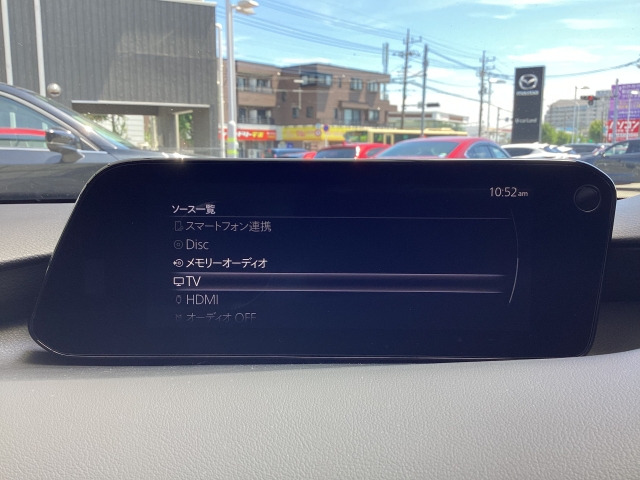 mazda
10:52am
ソース一覧
スマートフォン連携
Disc
メモリーオーディオ
TV
HDMI
オーディオ OFF